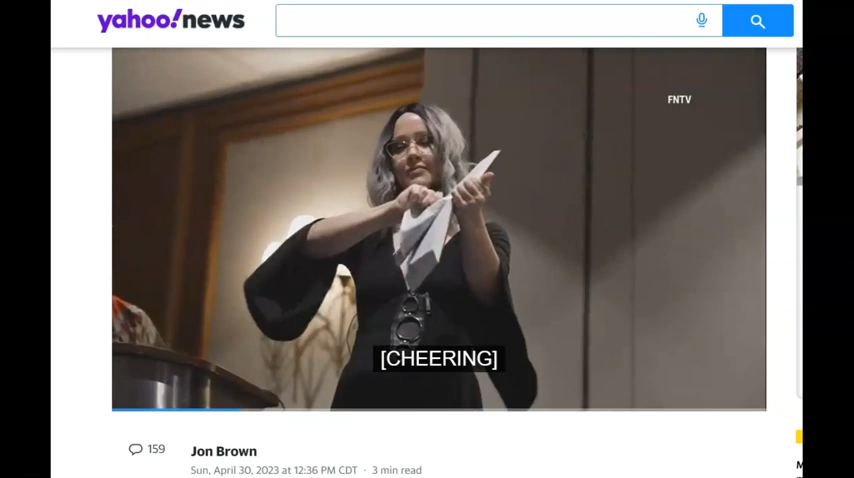 yahoo!news
FNTV
[CHEERING]
159
Jon Brown
Sun, April 30, 2023 at 12:36 PM CDT · 3 min read
M